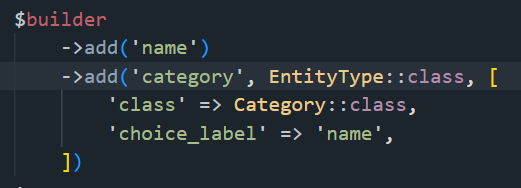 $builder
->add('name')
->add('category', EntityType::class, [
'class' => Category::class,
'choice_label' => 'name',
])